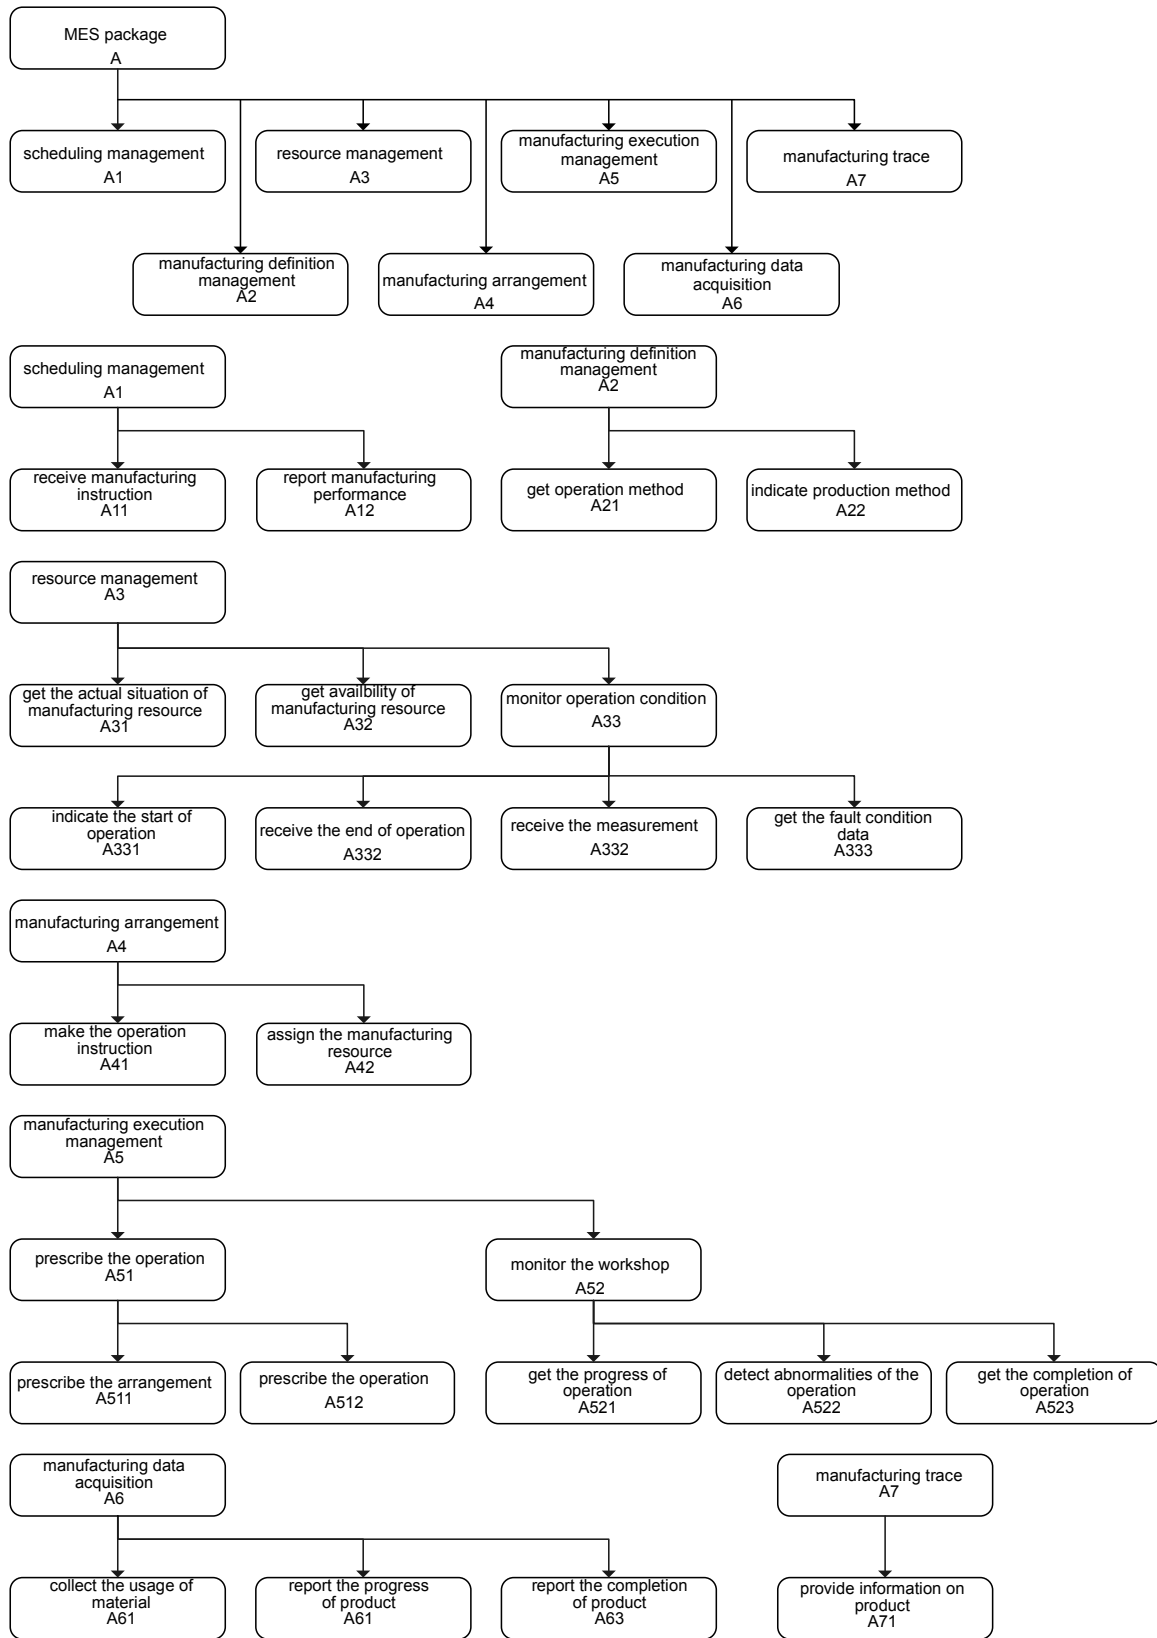 MES package
A
scheduling management
A1
resource management
A3
manufacturing execution
management
A5
manufacturing trace
A7
manufacturing definition
management
A2
manufacturing arrangement
A4
manufacturing data
acquisition
A6
scheduling management
A1
manufacturing definition
management
A2
receive manufacturing
instruction
A11
report manufacturing
performance
A12
get operation method
A21
indicate production method
A22
resource management
A3
get the actual situation of
manufacturing resource
A31
get availbility of
manufacturing resource
A32
monitor operation condition
A33
indicate the start of
operation
A331
receive the end of operation
A332
receive the measurement
A332
get the fault condition
data
A333
manufacturing arrangement
A4
make the operation
instruction
A41
assign the manufacturing
resource
A42
manufacturing execution
management
A5
prescribe the operation
A51
monitor the workshop
A52
prescribe the arrangement
A511
prescribe the operation
A512
get the progress of
operation
A521
detect abnormalities of the
operation
A522
get the completion of
operation
A523
manufacturing data
acquisition
A6
manufacturing trace
A7
collect the usage of
material
A61
report the progress
of product
A61
report the completion
of product
A63
provide information on
product
A71